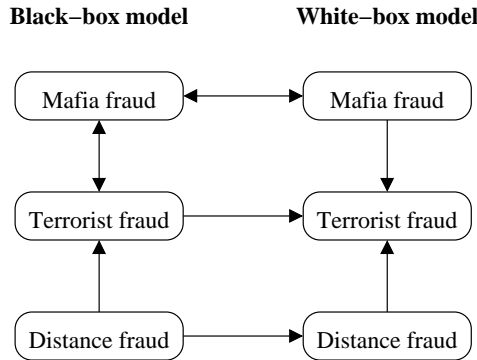 Black−box model White−box model
Mafia fraud Mafia fraud
Terrorist fraud Terrorist fraud
Distance fraud Distance fraud